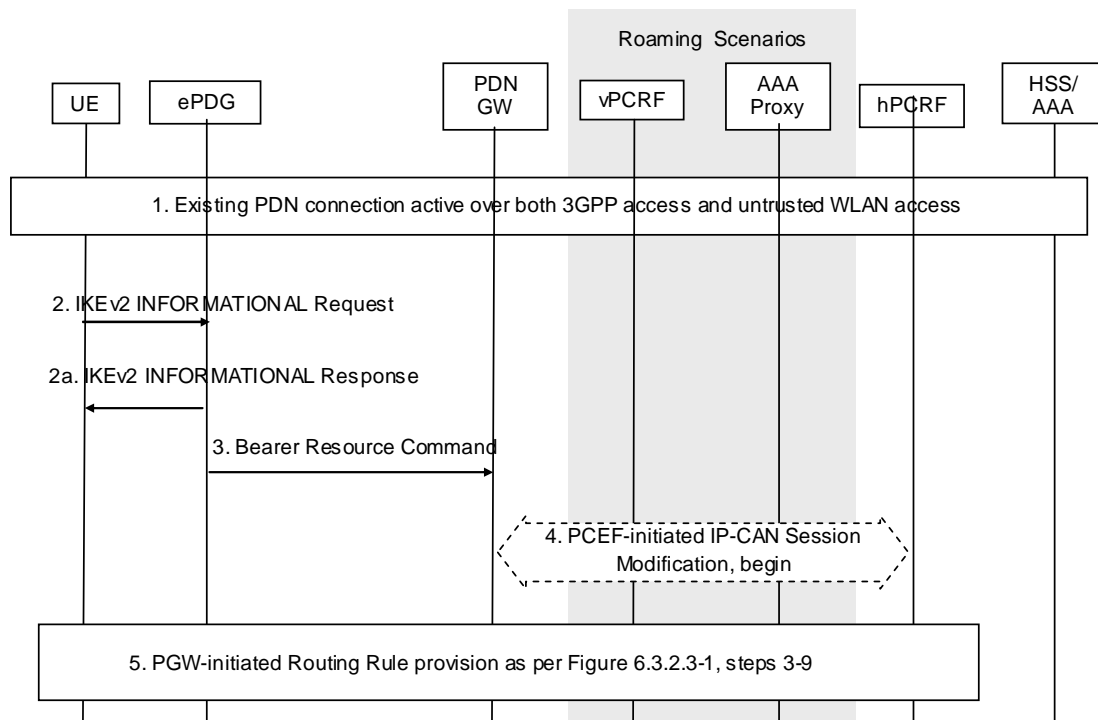 Roaming Scenarios
UE
ePDG
PDN
GW
vPCRF
AAA
Proxy
hPCRF
HSS/
AAA
1. Existing PDN connection active over both 3GPP access and untrusted WLAN access
2. IKEv2 INFORMATIONAL Request
2a. IKEv2 INFORMATIONAL Response
3. Bearer Resource Command
4. PCEF-initiated IP-CAN Session
Modification, begin
5. PGW-initiated Routing Rule provision as per Figure 6.3.2.3-1, steps 3-9